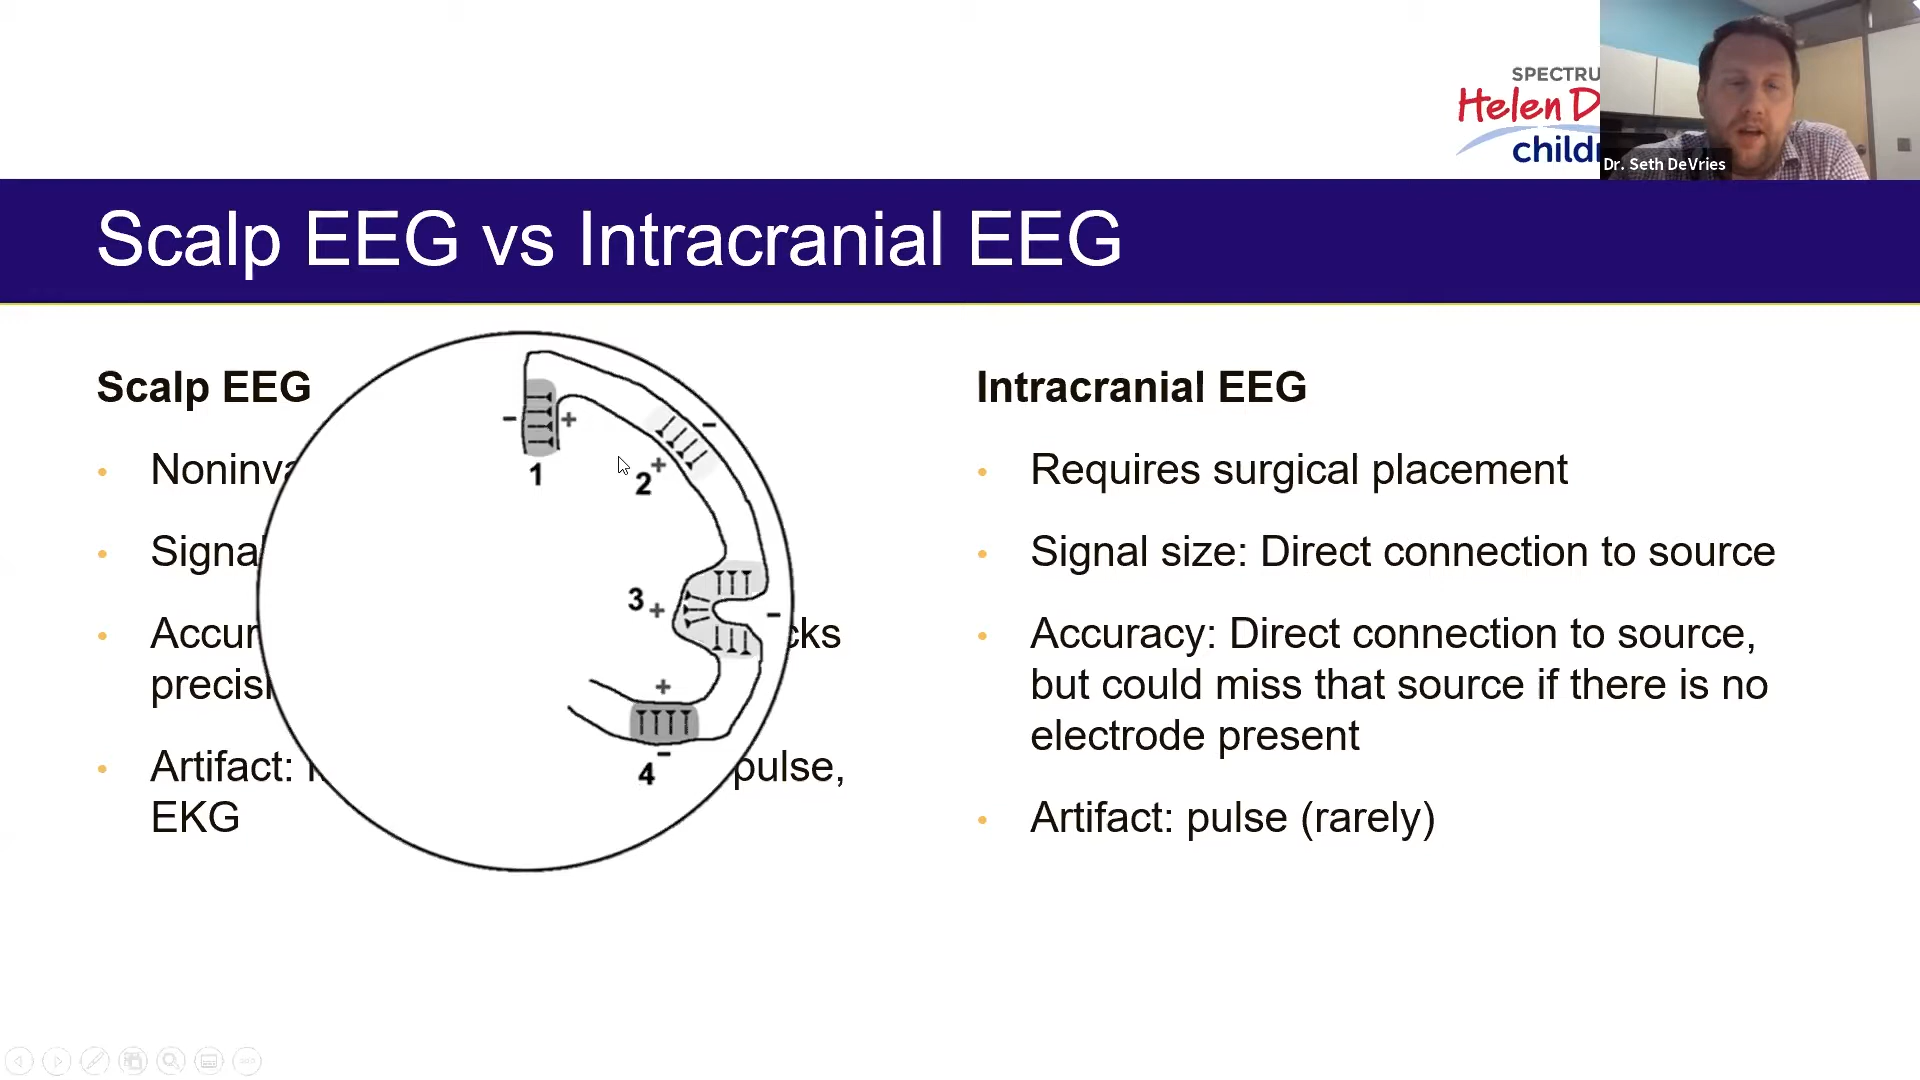 SPECTRU
Helen D
child
Dr. Seth DeVries
Scalp EEG vs Intracranial EEG
Scalp EEG
• Noninva
• Signal
• Accur cks
precis
• Artifact: pulse,
EKG
- + 1
- + 2
3 + -
+
-
4
Intracranial EEG
• Requires surgical placement
• Signal size: Direct connection to source
• Accuracy: Direct connection to source,
but could miss that source if there is no
electrode present
• Artifact: pulse (rarely)